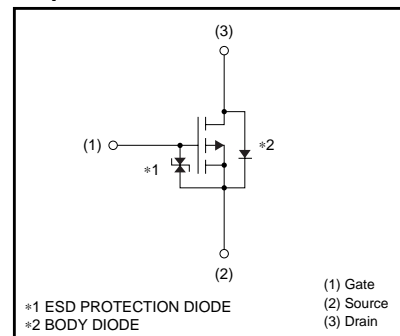 (3)
(1)
∗1
∗2
(2)
∗1 ESD PROTECTION DIODE
∗2 BODY DIODE
(1) Gate
(2) Source
(3) Drain